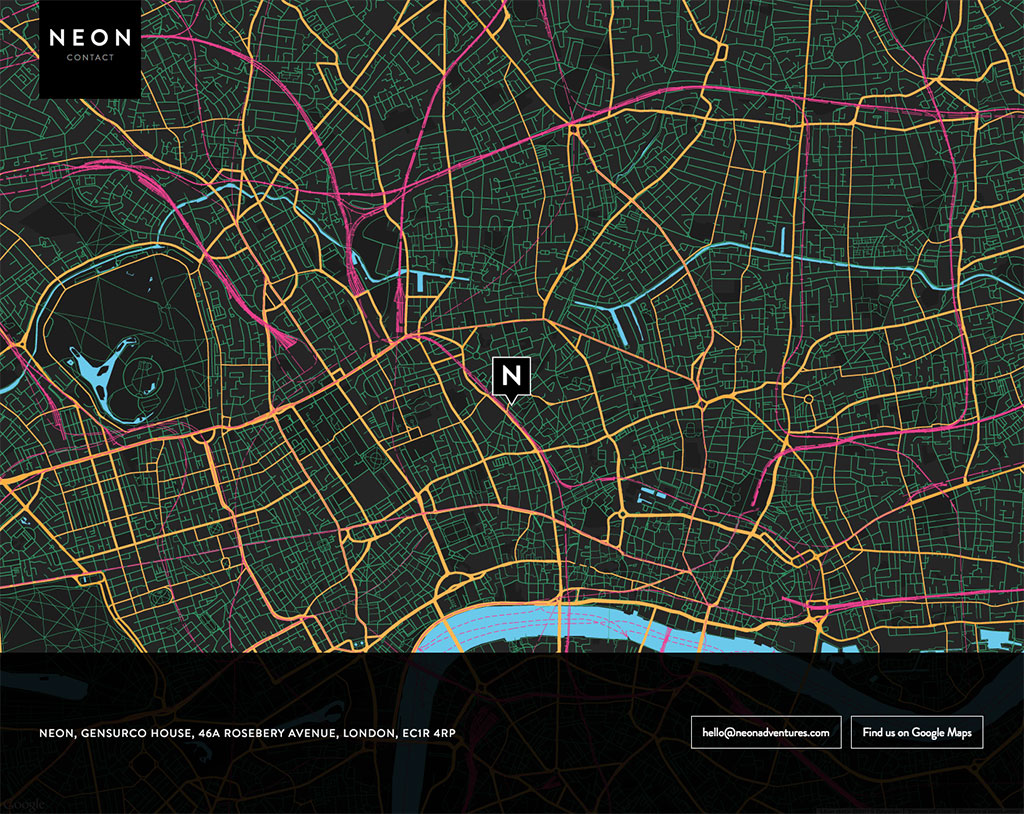 NEON
CONTACT
N
NEON, GENSURCO HOUSE, 46A ROSEBERY AVENUE, LONDON, EC1R 4RP
hello@neonadventures.com
Find us on Google Maps
Google